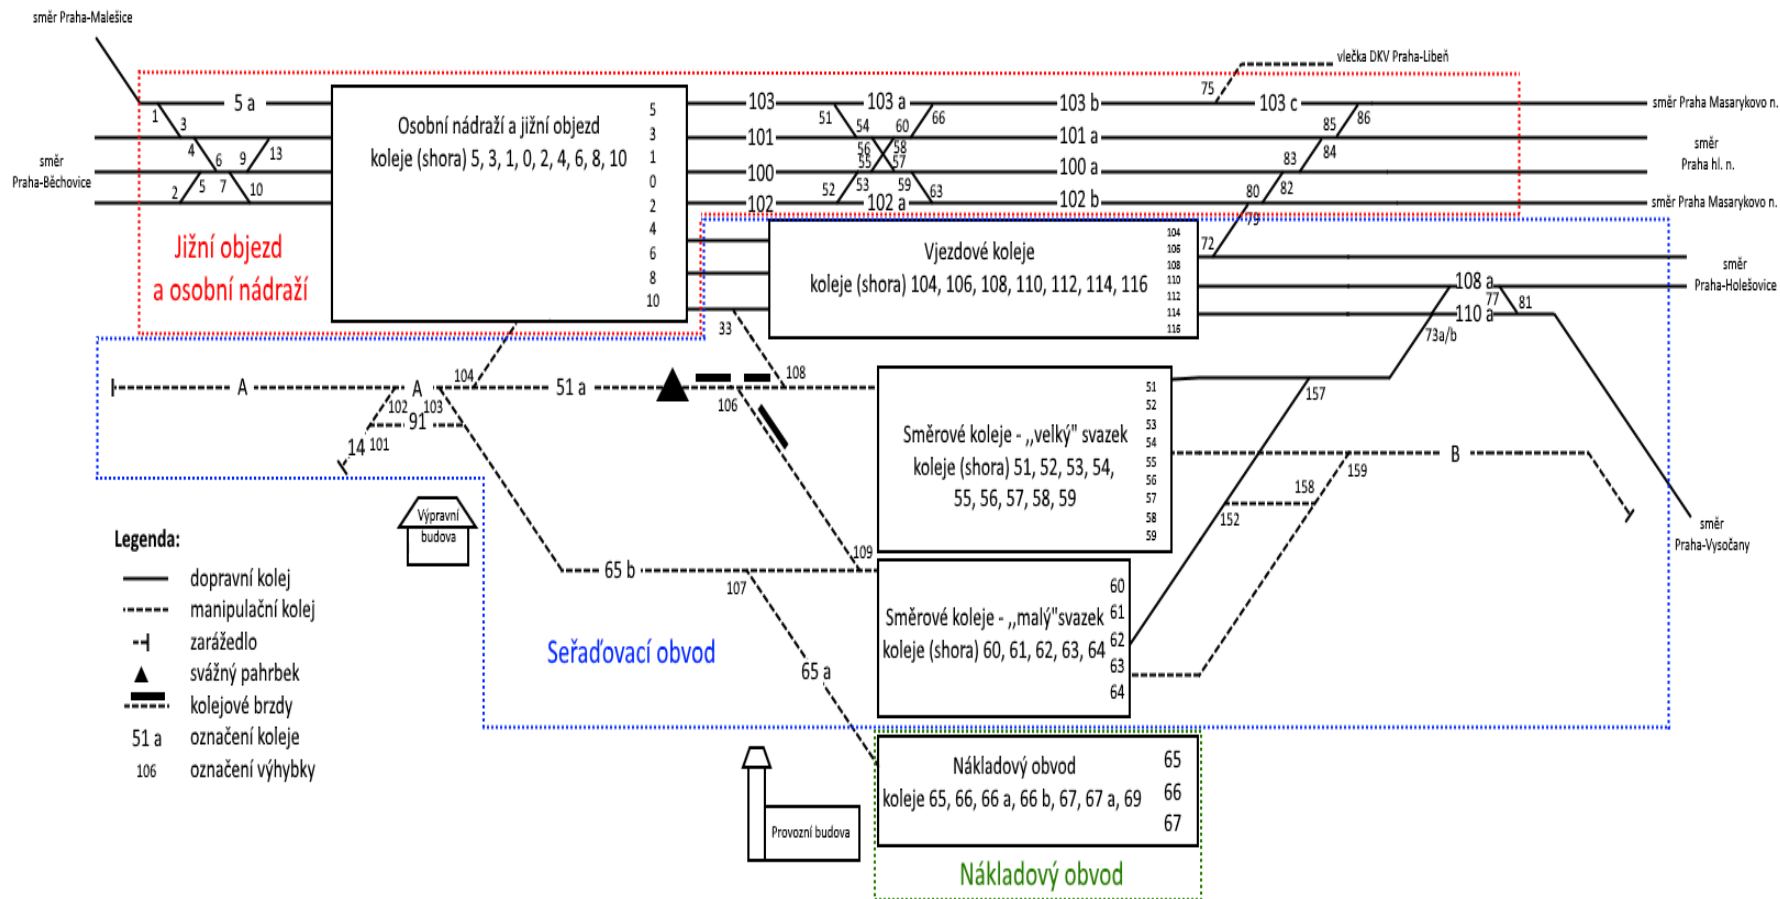 směr Praha-Malešice
směr
Praha-Běchovice
5 a
1
3
4
6
9
13
2
5
7
10
Osobní nádraží a jižní objezd
koleje (shora) 5, 3, 1, 0, 2, 4, 6, 8, 10
5
3
1
0
2
4
6
8
10
Jižní objezd
a osobní nádraží
103
103 a
103 b
103 c
101
101 a
100
100 a
102
102 a
102 b
51
54
60
66
56
58
55
57
52
53
59
63
75
vlečka DKV Praha-Libeň
86
85
84
83
82
80
79
72
směr Praha Masarykovo n.
směr
Praha hl. n.
směr Praha Masarykovo n.
směr
Praha-Holešovice
Vjezdové koleje
koleje (shora) 104, 106, 108, 110, 112, 114, 116
104
106
108
110
112
114
116
108 a
77
81
110 a
73a/b
směr
Praha-Vysočany
33
A
A
104
51 a
106
108
102
103
91
14
101
Směrové koleje - ,,velký" svazek
koleje (shora) 51, 52, 53, 54,
55, 56, 57, 58, 59
51
52
53
54
55
56
57
58
59
157
B
159
158
152
Výpravní
budova
65 b
107
109
65 a
Směrové koleje - ,,malý"svazek
koleje (shora) 60, 61, 62, 63, 64
60
61
62
63
64
Seřaďovací obvod
Legenda:
dopravní kolej
manipulační kolej
zarážedlo
svážný pahrbek
kolejové brzdy
51 a označení koleje
106 označení výhybky
Provozní budova
Nákladový obvod
koleje 65, 66, 66 a, 66 b, 67, 67 a, 69
65
66
67
Nákladový obvod